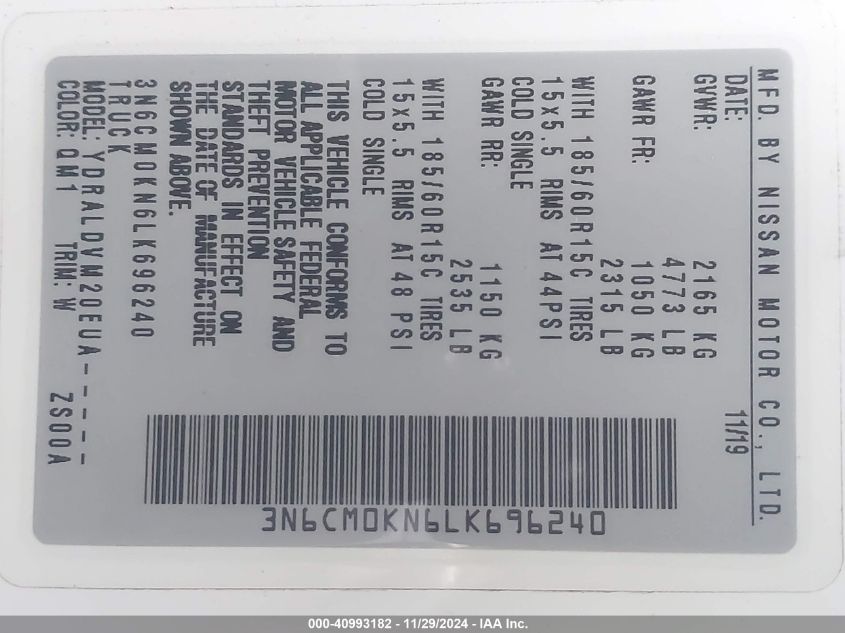 MFD. BY NISSAN MOTOR CO., LTD.
DATE: 11/19
GVWR: 2165 KG
4773 LB
GAWR FR: 1050 KG
2315 LB
WITH 185/60R15C TIRES
15x5.5 RIMS AT 44PSI
COLD SINGLE
GAWR RR: 1150 KG
2535 LB
WITH 185/60R15C TIRES
15x5.5 RIMS AT 48 PSI
COLD SINGLE
THIS VEHICLE CONFORMS TO
ALL APPLICABLE FEDERAL
MOTOR VEHICLE SAFETY AND
THEFT PREVENTION
STANDARDS IN EFFECT ON
THE DATE OF MANUFACTURE
SHOWN ABOVE.
3N6CM0KN6LK696240
TRUCK
MODEL: YDRALDVM20EUA-----
COLOR: QM1 TRIM: W ZS00A
3N6CM0KN6LK696240
000-40993182 - 11/29/2024 - IAA Inc.